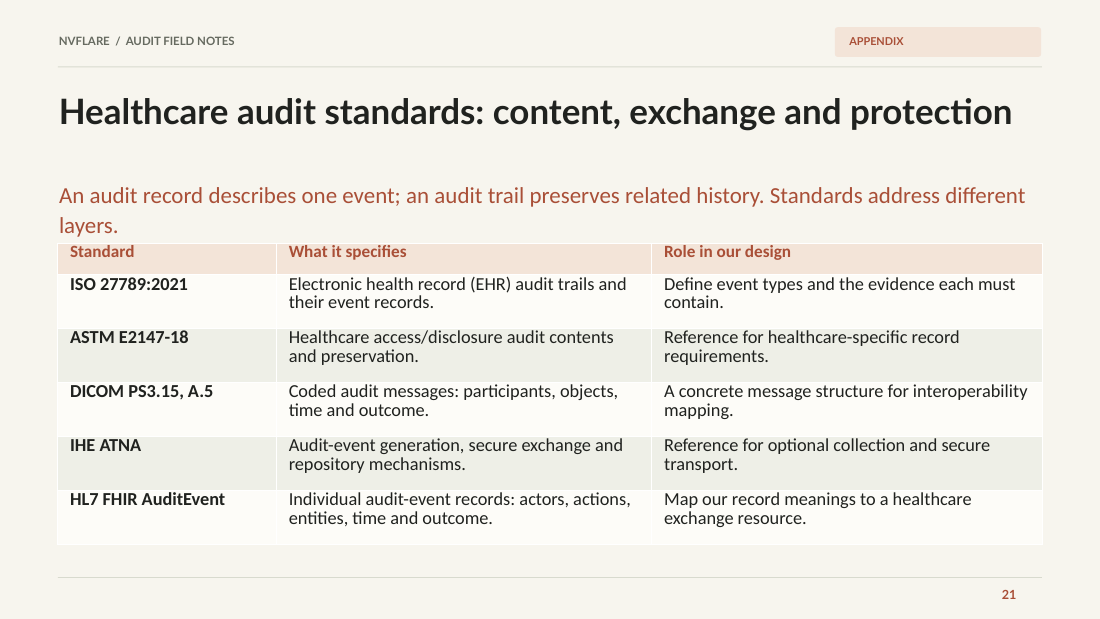 NVFLARE / AUDIT FIELD NOTES
APPENDIX
Healthcare audit standards: content, exchange and protection
An audit record describes one event; an audit trail preserves related history. Standards address different
layers.
Standard
What it specifies
Role in our design
ISO 27789:2021
Electronic health record (EHR) audit trails and
their event records.
Define event types and the evidence each must
contain.
ASTM E2147-18
Healthcare access/disclosure audit contents
and preservation.
Reference for healthcare-specific record
requirements.
DICOM PS3.15, A.5
Coded audit messages: participants, objects,
time and outcome.
A concrete message structure for interoperability
mapping.
IHE ATNA
Audit-event generation, secure exchange and
repository mechanisms.
Reference for optional collection and secure
transport.
HL7 FHIR AuditEvent
Individual audit-event records: actors, actions,
entities, time and outcome.
Map our record meanings to a healthcare
exchange resource.
21